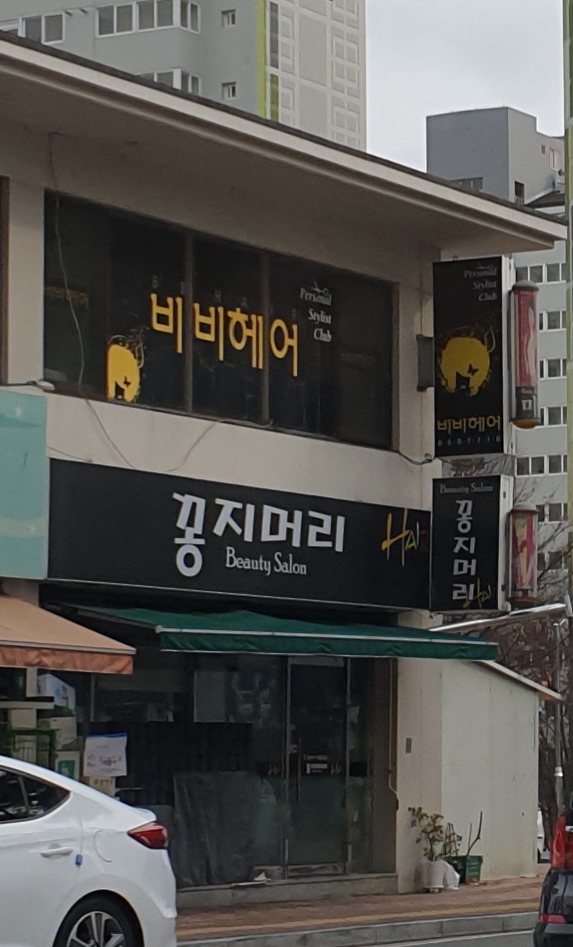 비비헤어
Personal
Stylist
Club
Personal
Stylist
Club
비비헤어
꽁지머리
Beauty Salon
Hair
Beauty Salon
꽁지머리
Hair